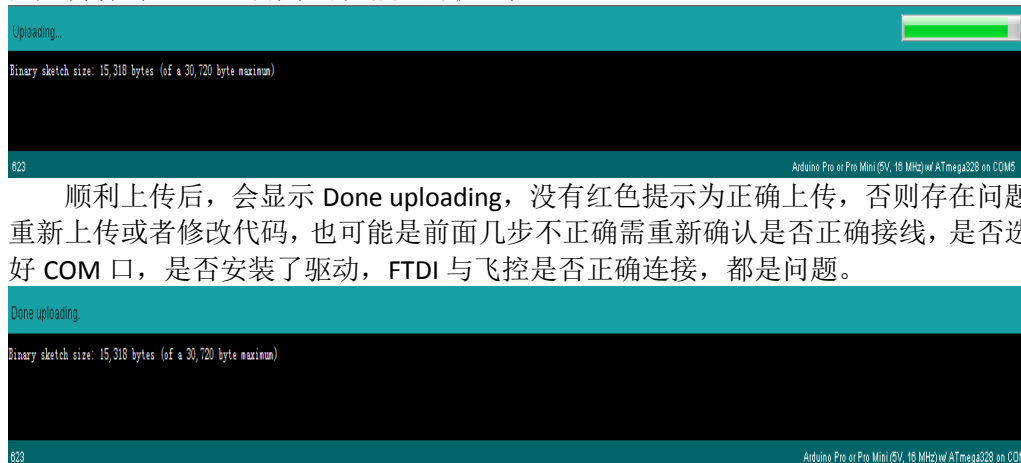 Uploading...
Binary sketch size: 15,318 bytes (of a 30,720 byte maximum)
623
Arduino Pro or Pro Mini (5V, 16 MHz) w/ ATmega328 on COM5
顺利上传后，会显示 Done uploading，没有红色提示为正确上传，否则存在问题
重新上传或者修改代码，也可能是前面几步不正确需重新确认是否正确接线，是否选
好 COM 口，是否安装了驱动，FTDI 与飞控是否正确连接，都是问题。
Done uploading.
Binary sketch size: 15,318 bytes (of a 30,720 byte maximum)
623
Arduino Pro or Pro Mini (5V, 16 MHz) w/ ATmega328 on CO